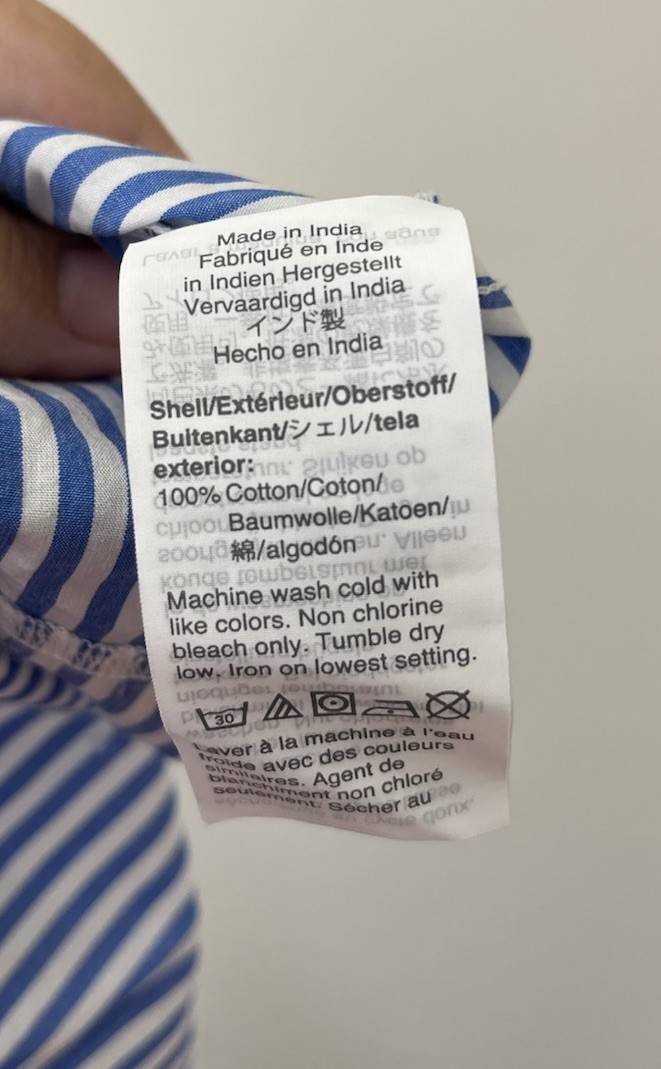 Made in India
Fabriqué en Inde
in Indien Hergestellt
Vervaardigd in India
インド製
Hecho en India
Shell/Extérieur/Oberstoff/
Buitenkant/シェル/tela
exterior:
100% Cotton/Coton/
Baumwolle/Katoen/
綿/algodón
Machine wash cold with
like colors. Non chlorine
bleach only. Tumble dry
low. Iron on lowest setting.
30
Laver à la machine à l'eau
froide avec des couleurs
similaires. Agent de
blanchiment non chloré
seulement. Sécher au